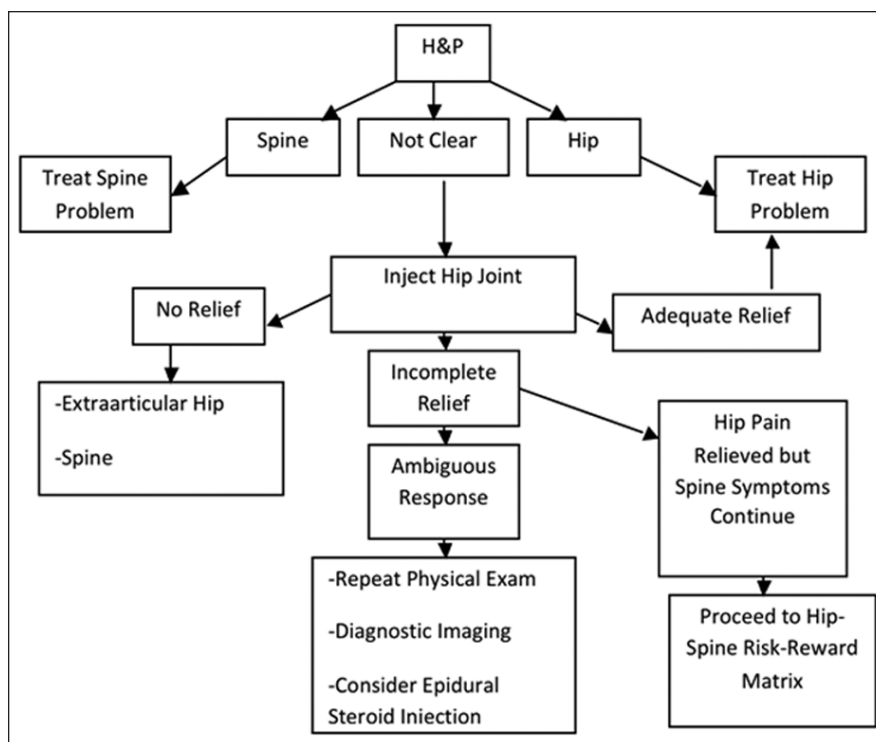 H&P
Spine
Not Clear
Hip
Treat Spine
Problem
Treat Hip
Problem
Inject Hip Joint
No Relief
Adequate Relief
Incomplete
Relief
-Extraarticular Hip
-Spine
Hip Pain
Relieved but
Spine Symptoms
Continue
Ambiguous
Response
-Repeat Physical Exam
-Diagnostic Imaging
-Consider Epidural
Steroid Injection
Proceed to Hip-
Spine Risk-Reward
Matrix